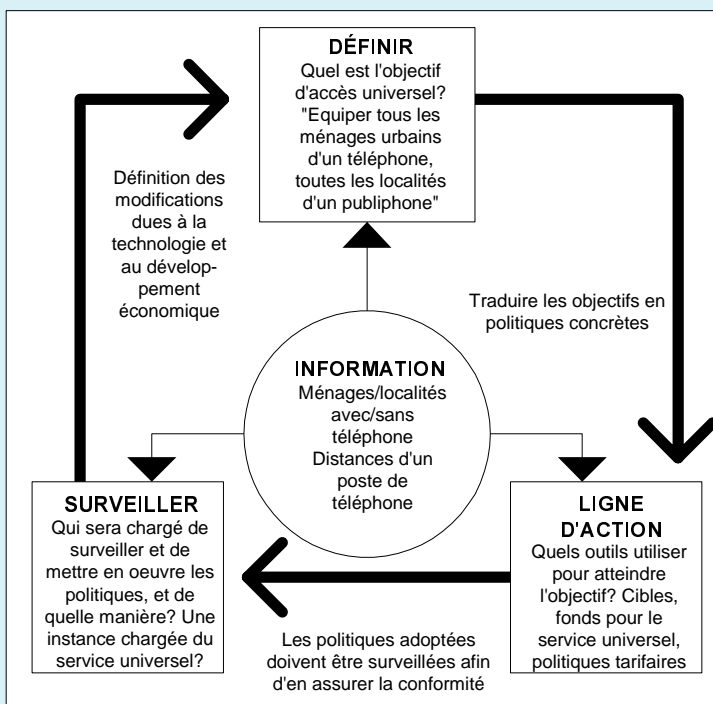 DÉFINIR
Quel est l'objectif
d'accès universel?
"Equiper tous les
ménages urbains
d'un téléphone,
toutes les localités
d'un publiphone"
Définition des
modifications
dues à la
technologie et
au dévelop-
pement
économique
Traduire les objectifs en
politiques concrètes
INFORMATION
Ménages/localités
avec/sans
téléphone
Distances d'un
poste de
téléphone
SURVEILLER
Qui sera chargé de
surveiller et de
mettre en oeuvre les
politiques, et de
quelle manière? Une
instance chargée du
service universel?
LIGNE
D'ACTION
Quels outils utiliser
pour atteindre
l'objectif? Cibles,
fonds pour le
service universel,
politiques tarifaires
Les politiques adoptées
doivent être surveillées afin
d'en assurer la conformité